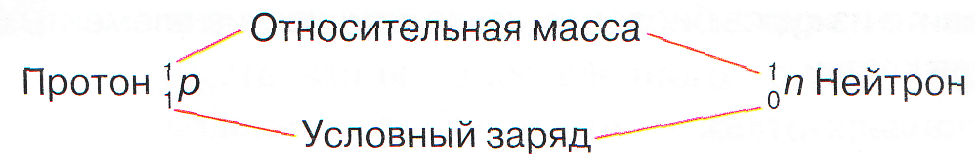 Относительная масса
Протон ¹₁p ¹₀n Нейтрон
Условный заряд